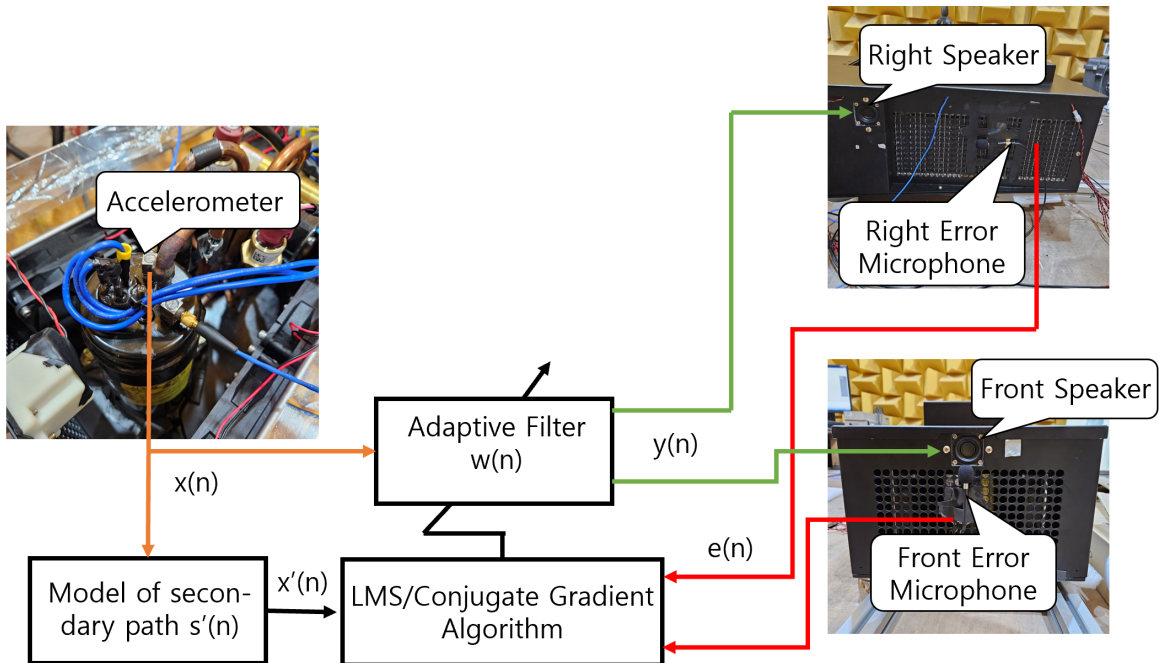 Right Speaker
Accelerometer
Right Error
Microphone
Front Speaker
Adaptive Filter
w(n)
y(n)
x(n)
e(n)
Front Error
Microphone
Model of secon-
dary path s’(n)
x’(n)
LMS/Conjugate Gradient
Algorithm